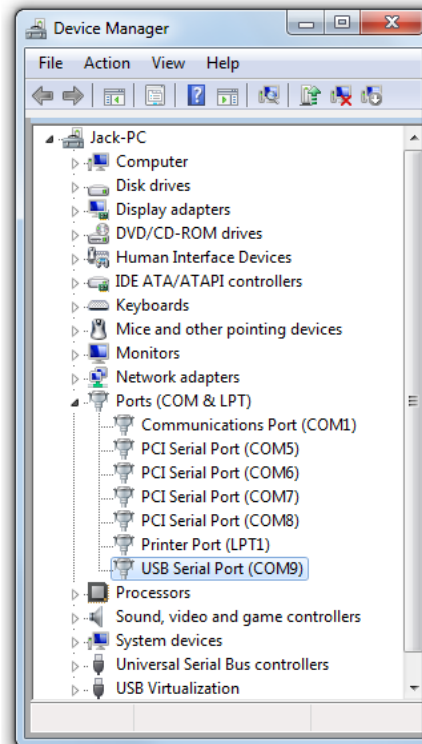 Device Manager
File Action View Help
Jack-PC
Computer
Disk drives
Display adapters
DVD/CD-ROM drives
Human Interface Devices
IDE ATA/ATAPI controllers
Keyboards
Mice and other pointing devices
Monitors
Network adapters
Ports (COM & LPT)
Communications Port (COM1)
PCI Serial Port (COM5)
PCI Serial Port (COM6)
PCI Serial Port (COM7)
PCI Serial Port (COM8)
Printer Port (LPT1)
USB Serial Port (COM9)
Processors
Sound, video and game controllers
System devices
Universal Serial Bus controllers
USB Virtualization